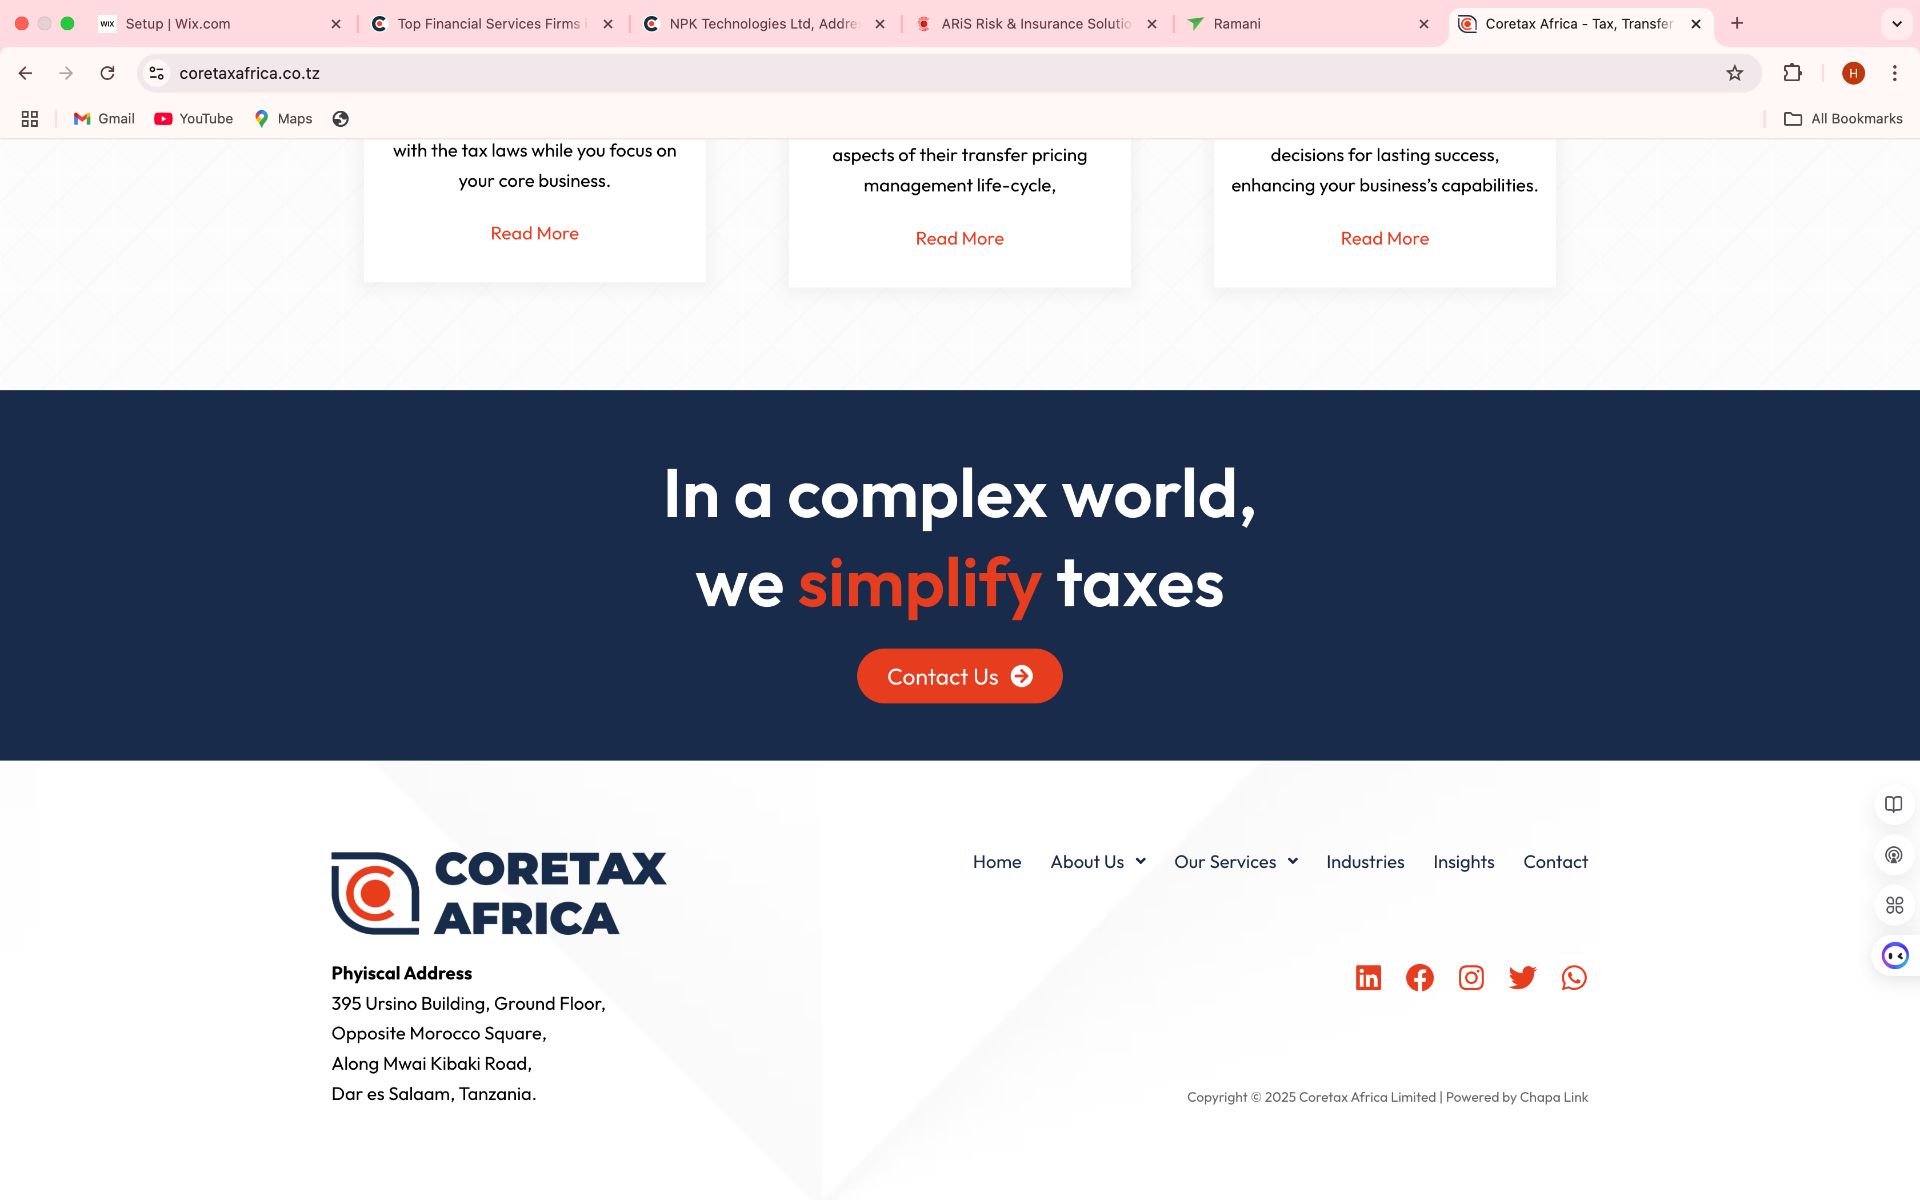 WIX Setup | Wix.com
Top Financial Services Firms i
NPK Technologies Ltd, Addre
ARiS Risk & Insurance Solutio
Ramani
Coretax Africa - Tax, Transfer
coretaxafrica.co.tz
H
Gmail
YouTube
Maps
All Bookmarks
with the tax laws while you focus on
your core business.
Read More
aspects of their transfer pricing
management life-cycle,
Read More
decisions for lasting success,
enhancing your business’s capabilities.
Read More
In a complex world,
we simplify taxes
Contact Us
CORETAX
AFRICA
Home
About Us
Our Services
Industries
Insights
Contact
Phyiscal Address
395 Ursino Building, Ground Floor,
Opposite Morocco Square,
Along Mwai Kibaki Road,
Dar es Salaam, Tanzania.
Copyright © 2025 Coretax Africa Limited | Powered by Chapa Link